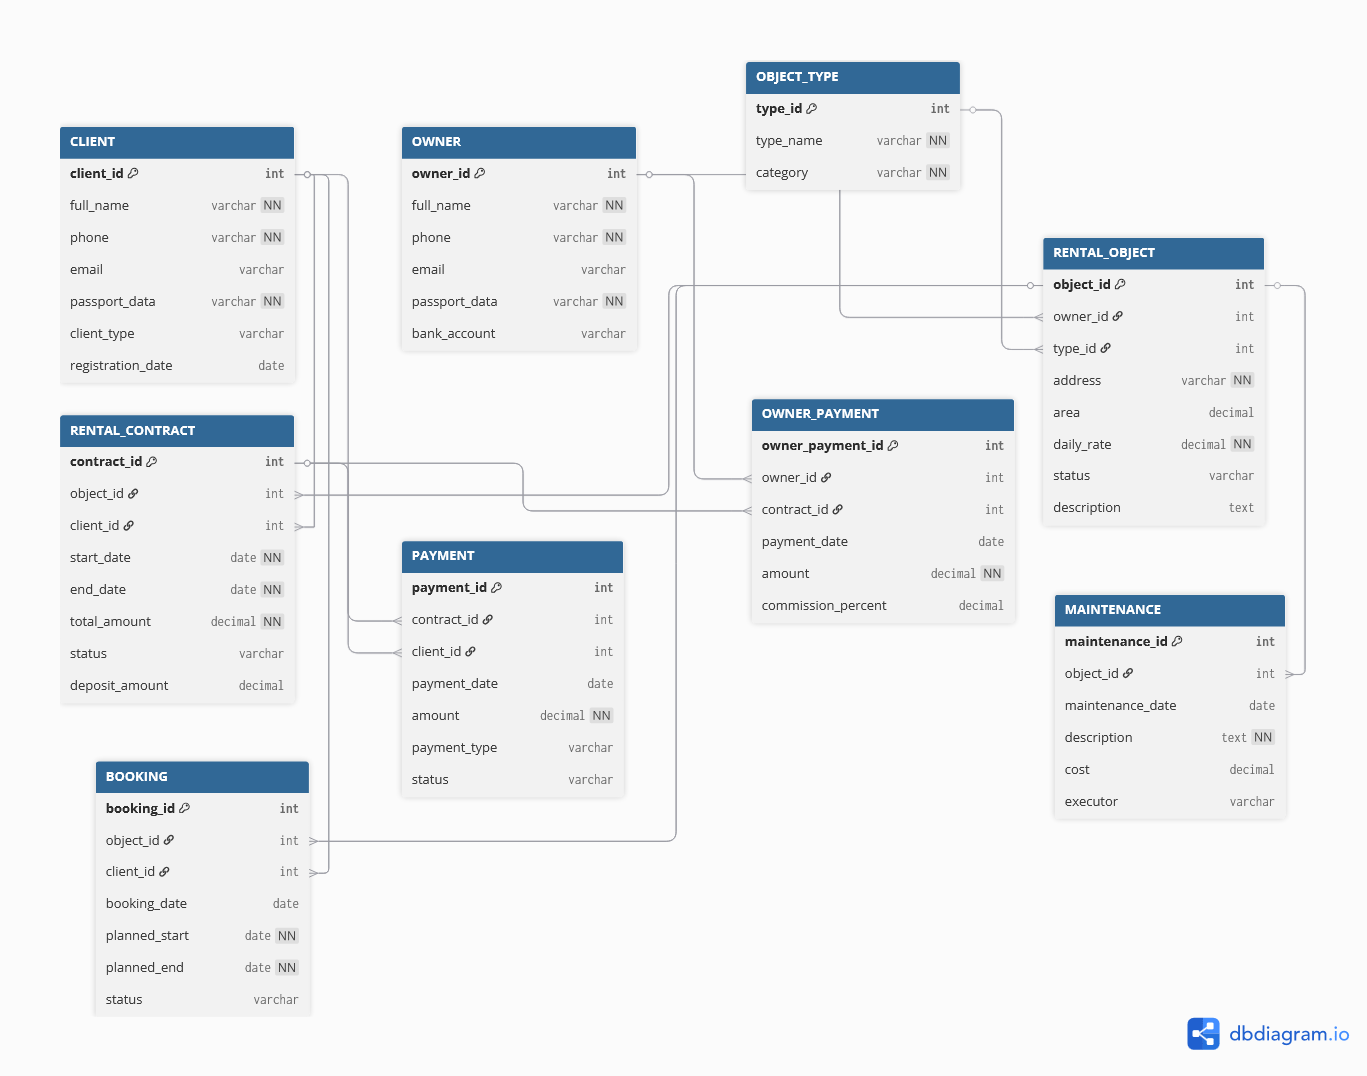 OBJECT_TYPE
type_id int
type_name varchar NN
category varchar NN
CLIENT
client_id int
full_name varchar NN
phone varchar NN
email varchar
passport_data varchar NN
client_type varchar
registration_date date
OWNER
owner_id int
full_name varchar NN
phone varchar NN
email varchar
passport_data varchar NN
bank_account varchar
RENTAL_OBJECT
object_id int
owner_id int
type_id int
address varchar NN
area decimal
daily_rate decimal NN
status varchar
description text
RENTAL_CONTRACT
contract_id int
object_id int
client_id int
start_date date NN
end_date date NN
total_amount decimal NN
status varchar
deposit_amount decimal
OWNER_PAYMENT
owner_payment_id int
owner_id int
contract_id int
payment_date date
amount decimal NN
commission_percent decimal
PAYMENT
payment_id int
contract_id int
client_id int
payment_date date
amount decimal NN
payment_type varchar
status varchar
MAINTENANCE
maintenance_id int
object_id int
maintenance_date date
description text NN
cost decimal
executor varchar
BOOKING
booking_id int
object_id int
client_id int
booking_date date
planned_start date NN
planned_end date NN
status varchar
dbdiagram.io